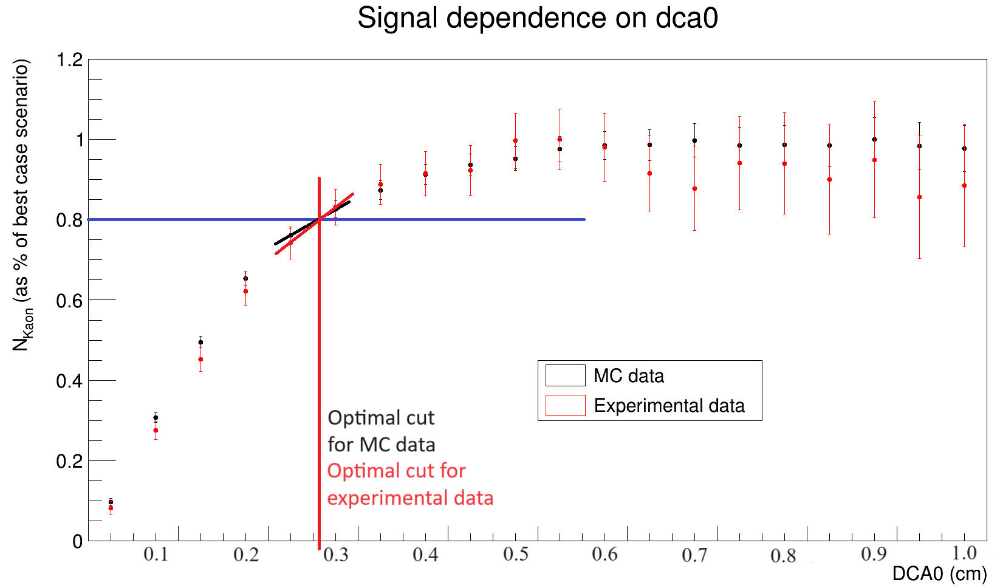 Signal dependence on dca0
N_Kaon (as % of best case scenario)
1.2
1
0.8
0.6
0.4
0.2
0
MC data
Experimental data
Optimal cut
for MC data
Optimal cut for
experimental data
0.1 0.2 0.3 0.4 0.5 0.6 0.7 0.8 0.9 1.0
DCA0 (cm)